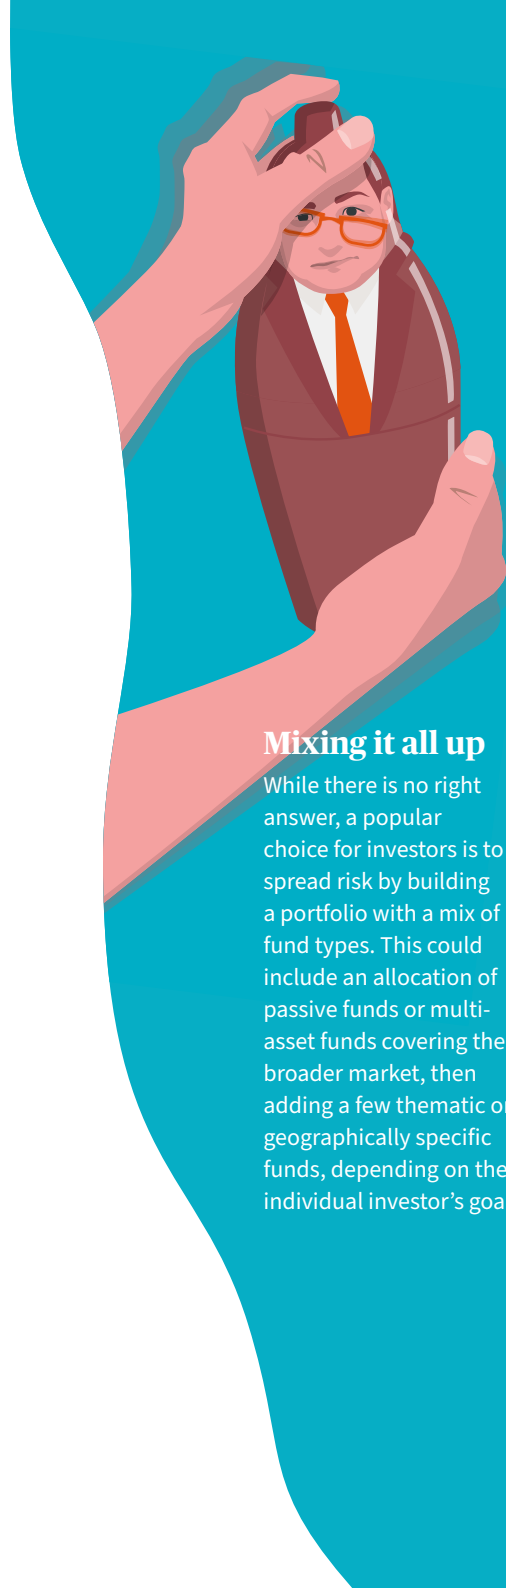 Mixing it all up
While there is no right
answer, a popular
choice for investors is to
spread risk by building
a portfolio with a mix of
fund types. This could
include an allocation of
passive funds or multi-
asset funds covering the
broader market, then
adding a few thematic or
geographically specific
funds, depending on the
individual investor’s goa